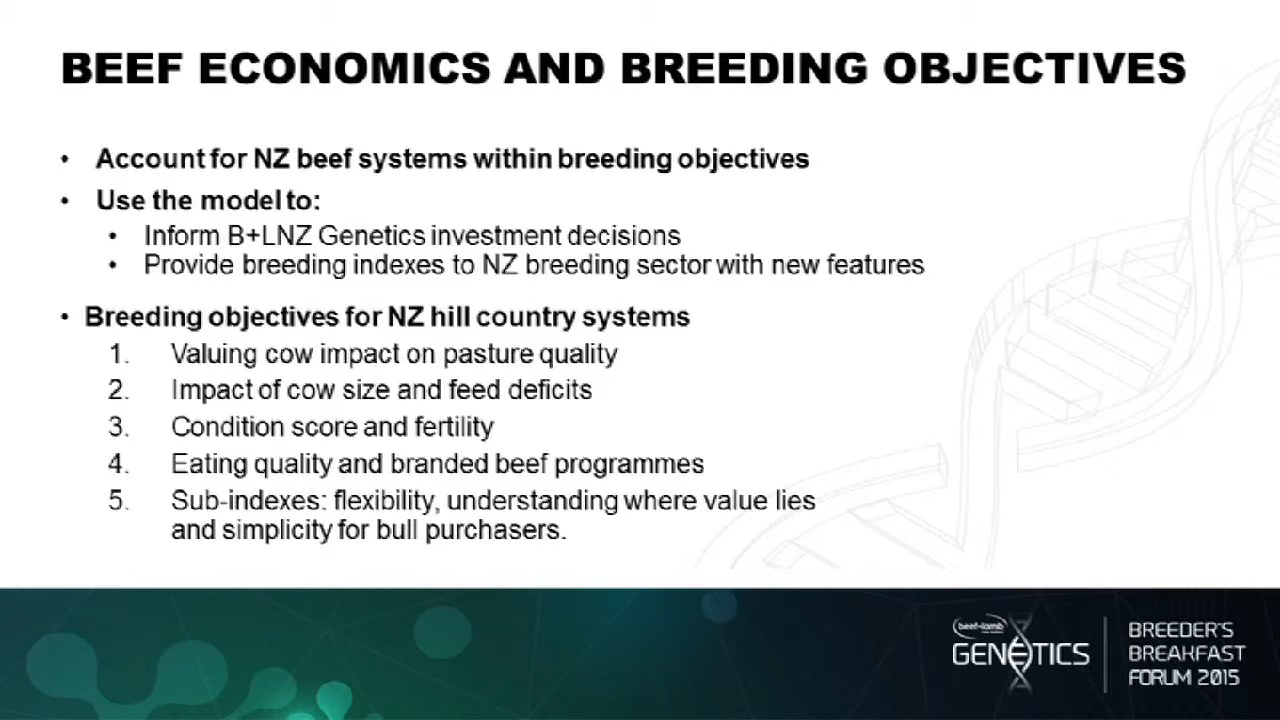 BEEF ECONOMICS AND BREEDING OBJECTIVES
• Account for NZ beef systems within breeding objectives
• Use the model to:
• Inform B+LNZ Genetics investment decisions
• Provide breeding indexes to NZ breeding sector with new features
• Breeding objectives for NZ hill country systems
1. Valuing cow impact on pasture quality
2. Impact of cow size and feed deficits
3. Condition score and fertility
4. Eating quality and branded beef programmes
5. Sub-indexes: flexibility, understanding where value lies
and simplicity for bull purchasers.
beef+lamb
GENETICS
BREEDER'S
BREAKFAST
FORUM 2015